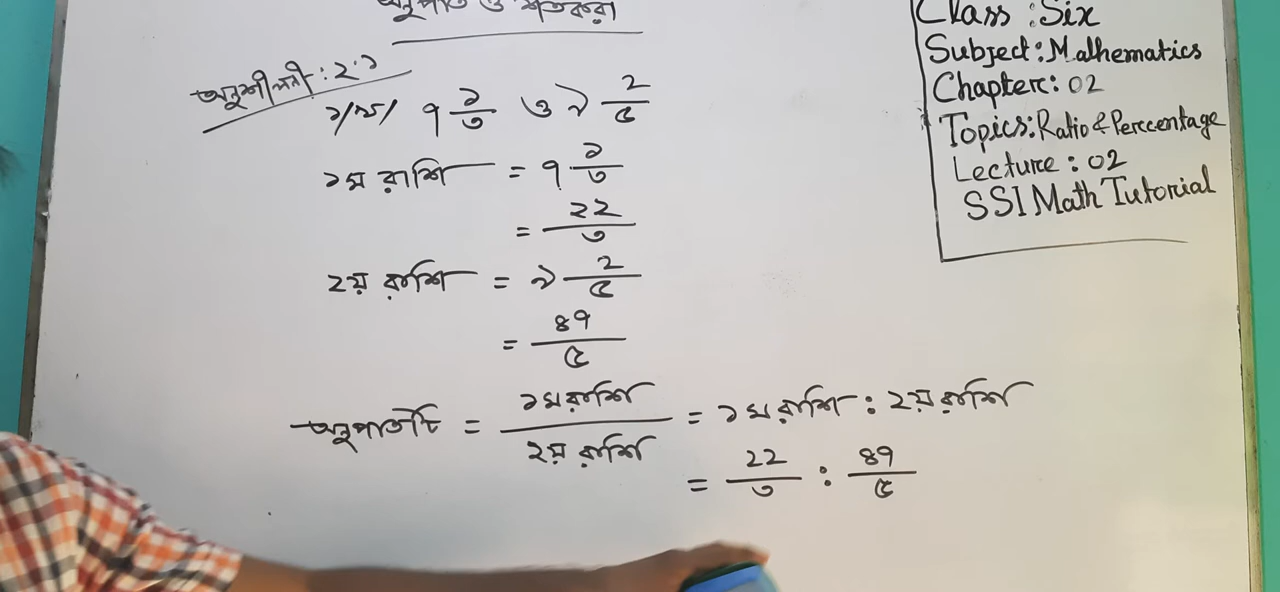 অনুপাত ও শতকরা
অনুশীলনী : ২.১
১/ঘ/ ৭ ১/৩ ও ৯ ২/৫
১ম রাশি = ৭ ১/৩
= ২২/৩
২য় রাশি = ৯ ২/৫
= ৪৭/৫
অনুপাতটি = ১ম রাশি/২য় রাশি = ১ম রাশি : ২য় রাশি
= ২২/৩ : ৪৭/৫
Class : Six
Subject: Mathematics
Chapter: 02
Topics: Ratio & Perccentage
Lecture : 02
SSI Math Tutorial